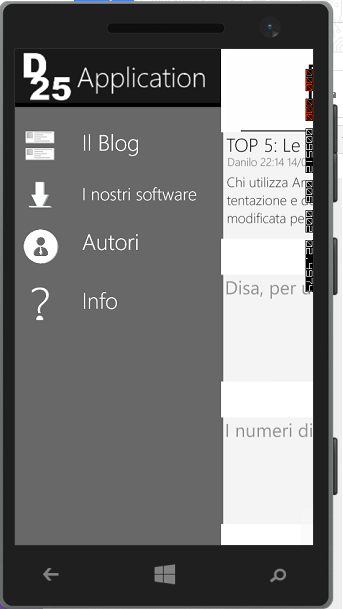 D
25 Application
Il Blog
I nostri software
Autori
Info
TOP 5: Le
Danilo 22:14 14/0
Chi utilizza An
tentazione e d
modificata pe
Disa, per u
I numeri di